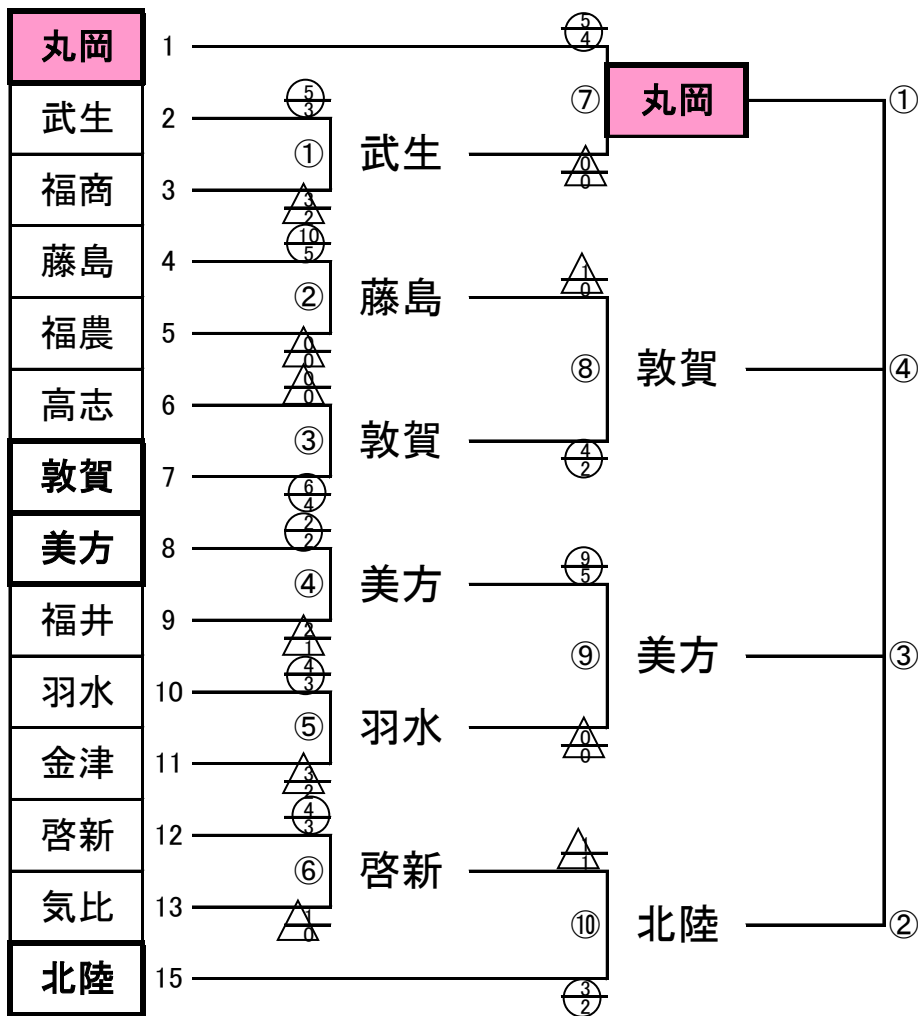 丸岡 1
武生 2
福商 3
藤島 4
福農 5
高志 6
敦賀 7
美方 8
福井 9
羽水 10
金津 11
啓新 12
気比 13
北陸 15
5
3
① 武生
3
2
10
5
② 藤島
0
0
0
0
③ 敦賀
6
4
2
2
④ 美方
2
1
4
3
⑤ 羽水
3
2
4
3
⑥ 啓新
1
0
5
4
⑦ 丸岡 ①
0
0
1
0
⑧ 敦賀 ④
4
2
9
5
⑨ 美方 ③
0
0
1
1
⑩ 北陸 ②
3
2